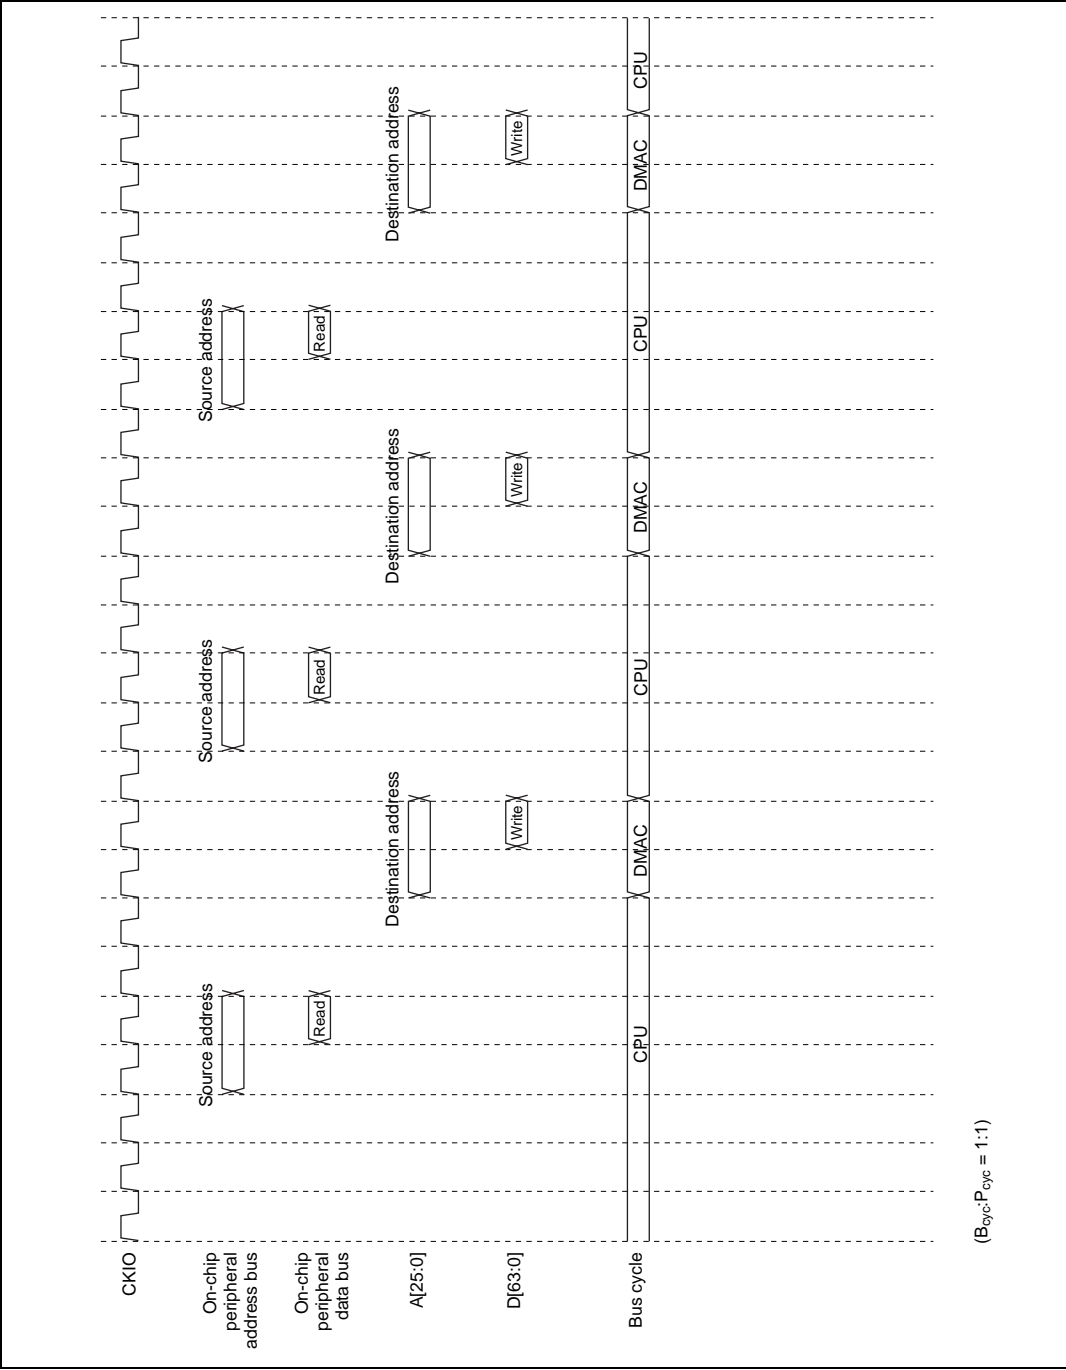 CKIO
On-chip
peripheral
address bus
Source address
Source address
Source address
On-chip
peripheral
data bus
Read
Read
Read
A[25:0]
Destination address
Destination address
Destination address
D[63:0]
Write
Write
Write
Bus cycle
CPU
DMAC
CPU
DMAC
CPU
DMAC
CPU
(Bcyc:Pcyc = 1:1)